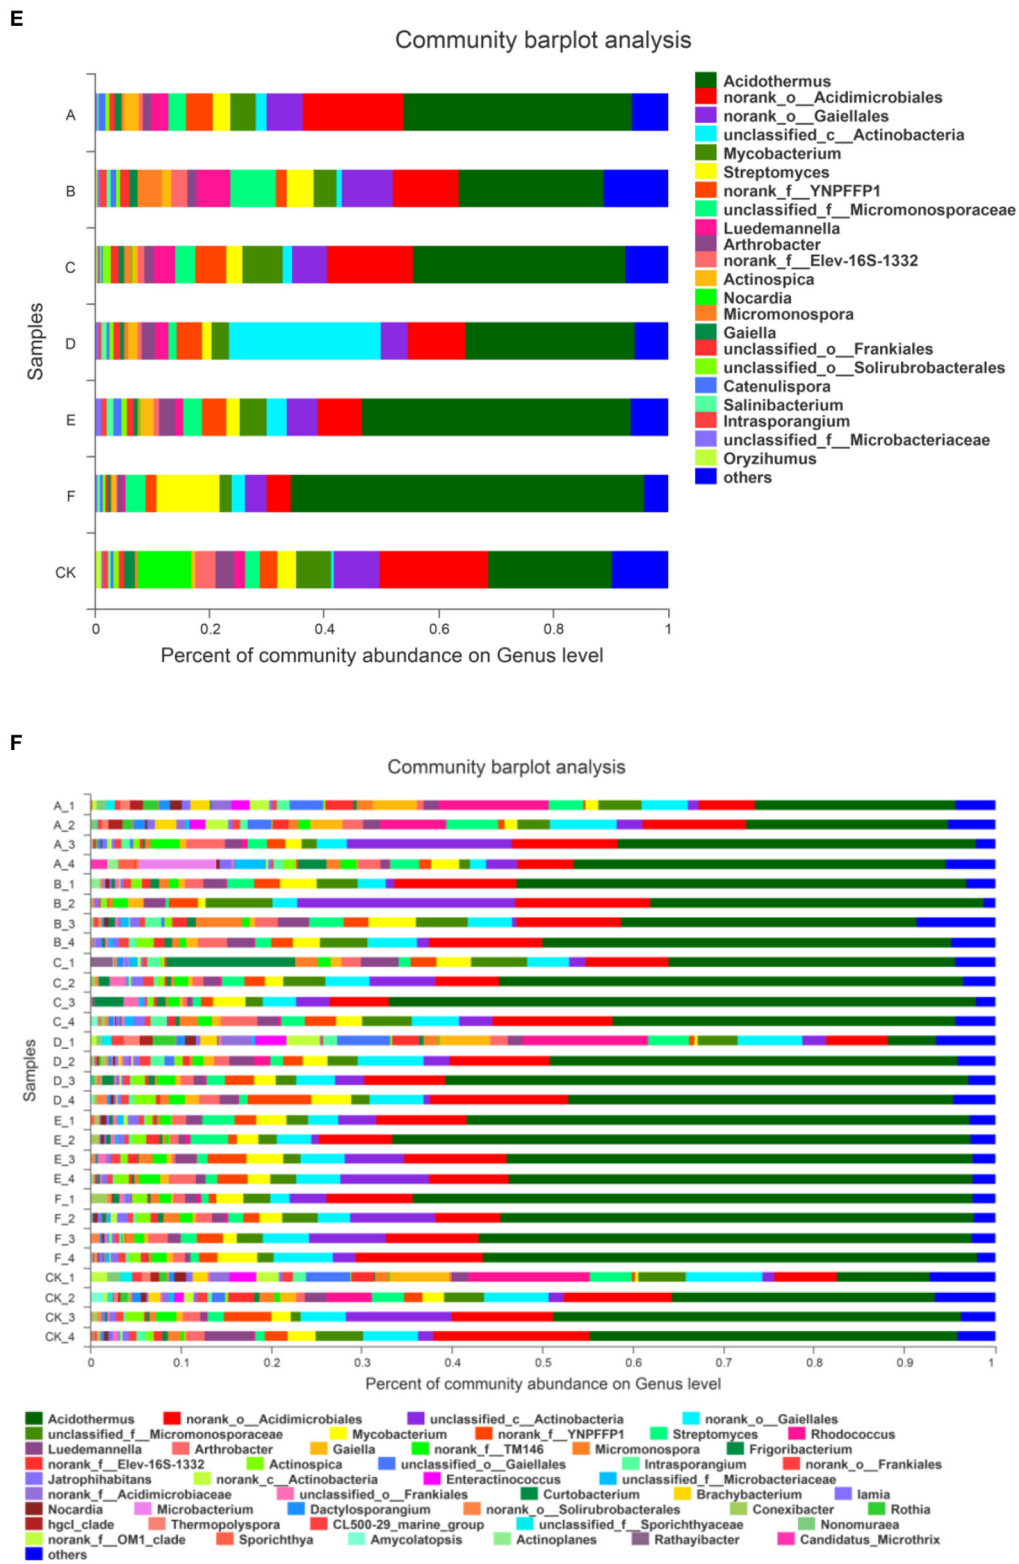 E
Community barplot analysis
A
B
C
D
E
F
CK
Samples
0 0.2 0.4 0.6 0.8 1
Percent of community abundance on Genus level
Acidothermus
norank_o__Acidimicrobiales
norank_o__Gaiellales
unclassified_c__Actinobacteria
Mycobacterium
Streptomyces
norank_f__YNPFFP1
unclassified_f__Micromonosporaceae
Luedemannella
Arthrobacter
norank_f__Elev-16S-1332
Actinospica
Nocardia
Micromonospora
Gaiella
unclassified_o__Frankiales
unclassified_o__Solirubrobacterales
Catenulispora
Salinibacterium
Intrasporangium
unclassified_f__Microbacteriaceae
Oryzihumus
others
F
Community barplot analysis
A_1
A_2
A_3
A_4
B_1
B_2
B_3
B_4
C_1
C_2
C_3
C_4
D_1
D_2
D_3
D_4
E_1
E_2
E_3
E_4
F_1
F_2
F_3
F_4
CK_1
CK_2
CK_3
CK_4
Samples
0 0.1 0.2 0.3 0.4 0.5 0.6 0.7 0.8 0.9 1
Percent of community abundance on Genus level
Acidothermus norank_o__Acidimicrobiales unclassified_c__Actinobacteria norank_o__Gaiellales
unclassified_f__Micromonosporaceae Mycobacterium norank_f__YNPFFP1 Streptomyces Rhodococcus
Luedemannella Arthrobacter Gaiella norank_f__TM146 Micromonospora Frigoribacterium
norank_f__Elev-16S-1332 Actinospica unclassified_o__Gaiellales Intrasporangium norank_o__Frankiales
Jatrophihabitans norank_c__Actinobacteria Enteractinococcus unclassified_f__Microbacteriaceae
norank_f__Acidimicrobiaceae unclassified_o__Frankiales Curtobacterium Brachybacterium Iamia
Nocardia Microbacterium Dactylosporangium norank_o__Solirubrobacterales Conexibacter Rothia
hgcI_clade Thermopolyspora CL500-29_marine_group unclassified_f__Sporichthyaceae Nonomuraea
norank_f__OM1_clade Sporichthya Amycolatopsis Actinoplanes Rathayibacter Candidatus_Microthrix
others